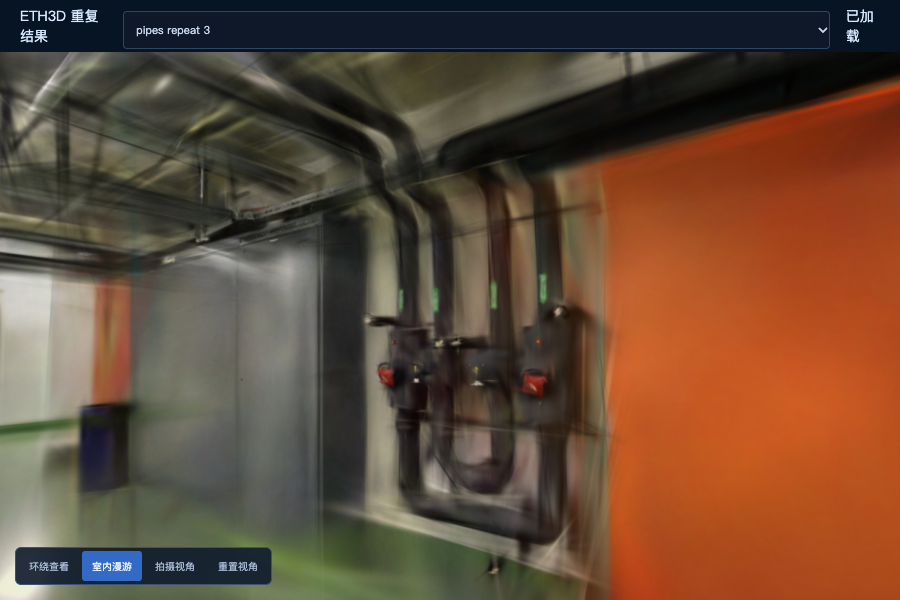 ETH3D 重复
结果
pipes repeat 3
已加
载
环绕查看
室内漫游
拍摄视角
重置视角